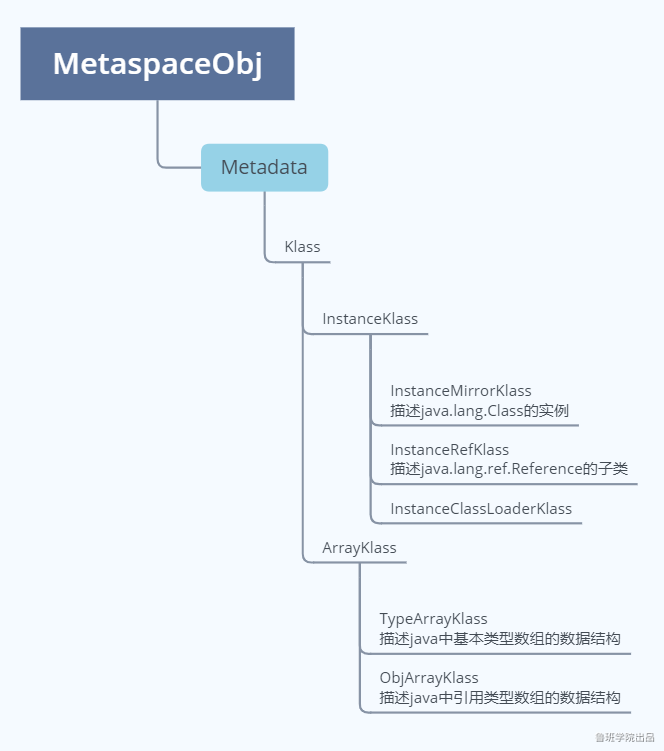 MetaspaceObj
Metadata
Klass
InstanceKlass
InstanceMirrorKlass
描述java.lang.Class的实例
InstanceRefKlass
描述java.lang.ref.Reference的子类
InstanceClassLoaderKlass
ArrayKlass
TypeArrayKlass
描述java中基本类型数组的数据结构
ObjArrayKlass
描述java中引用类型数组的数据结构
鲁班学院出品